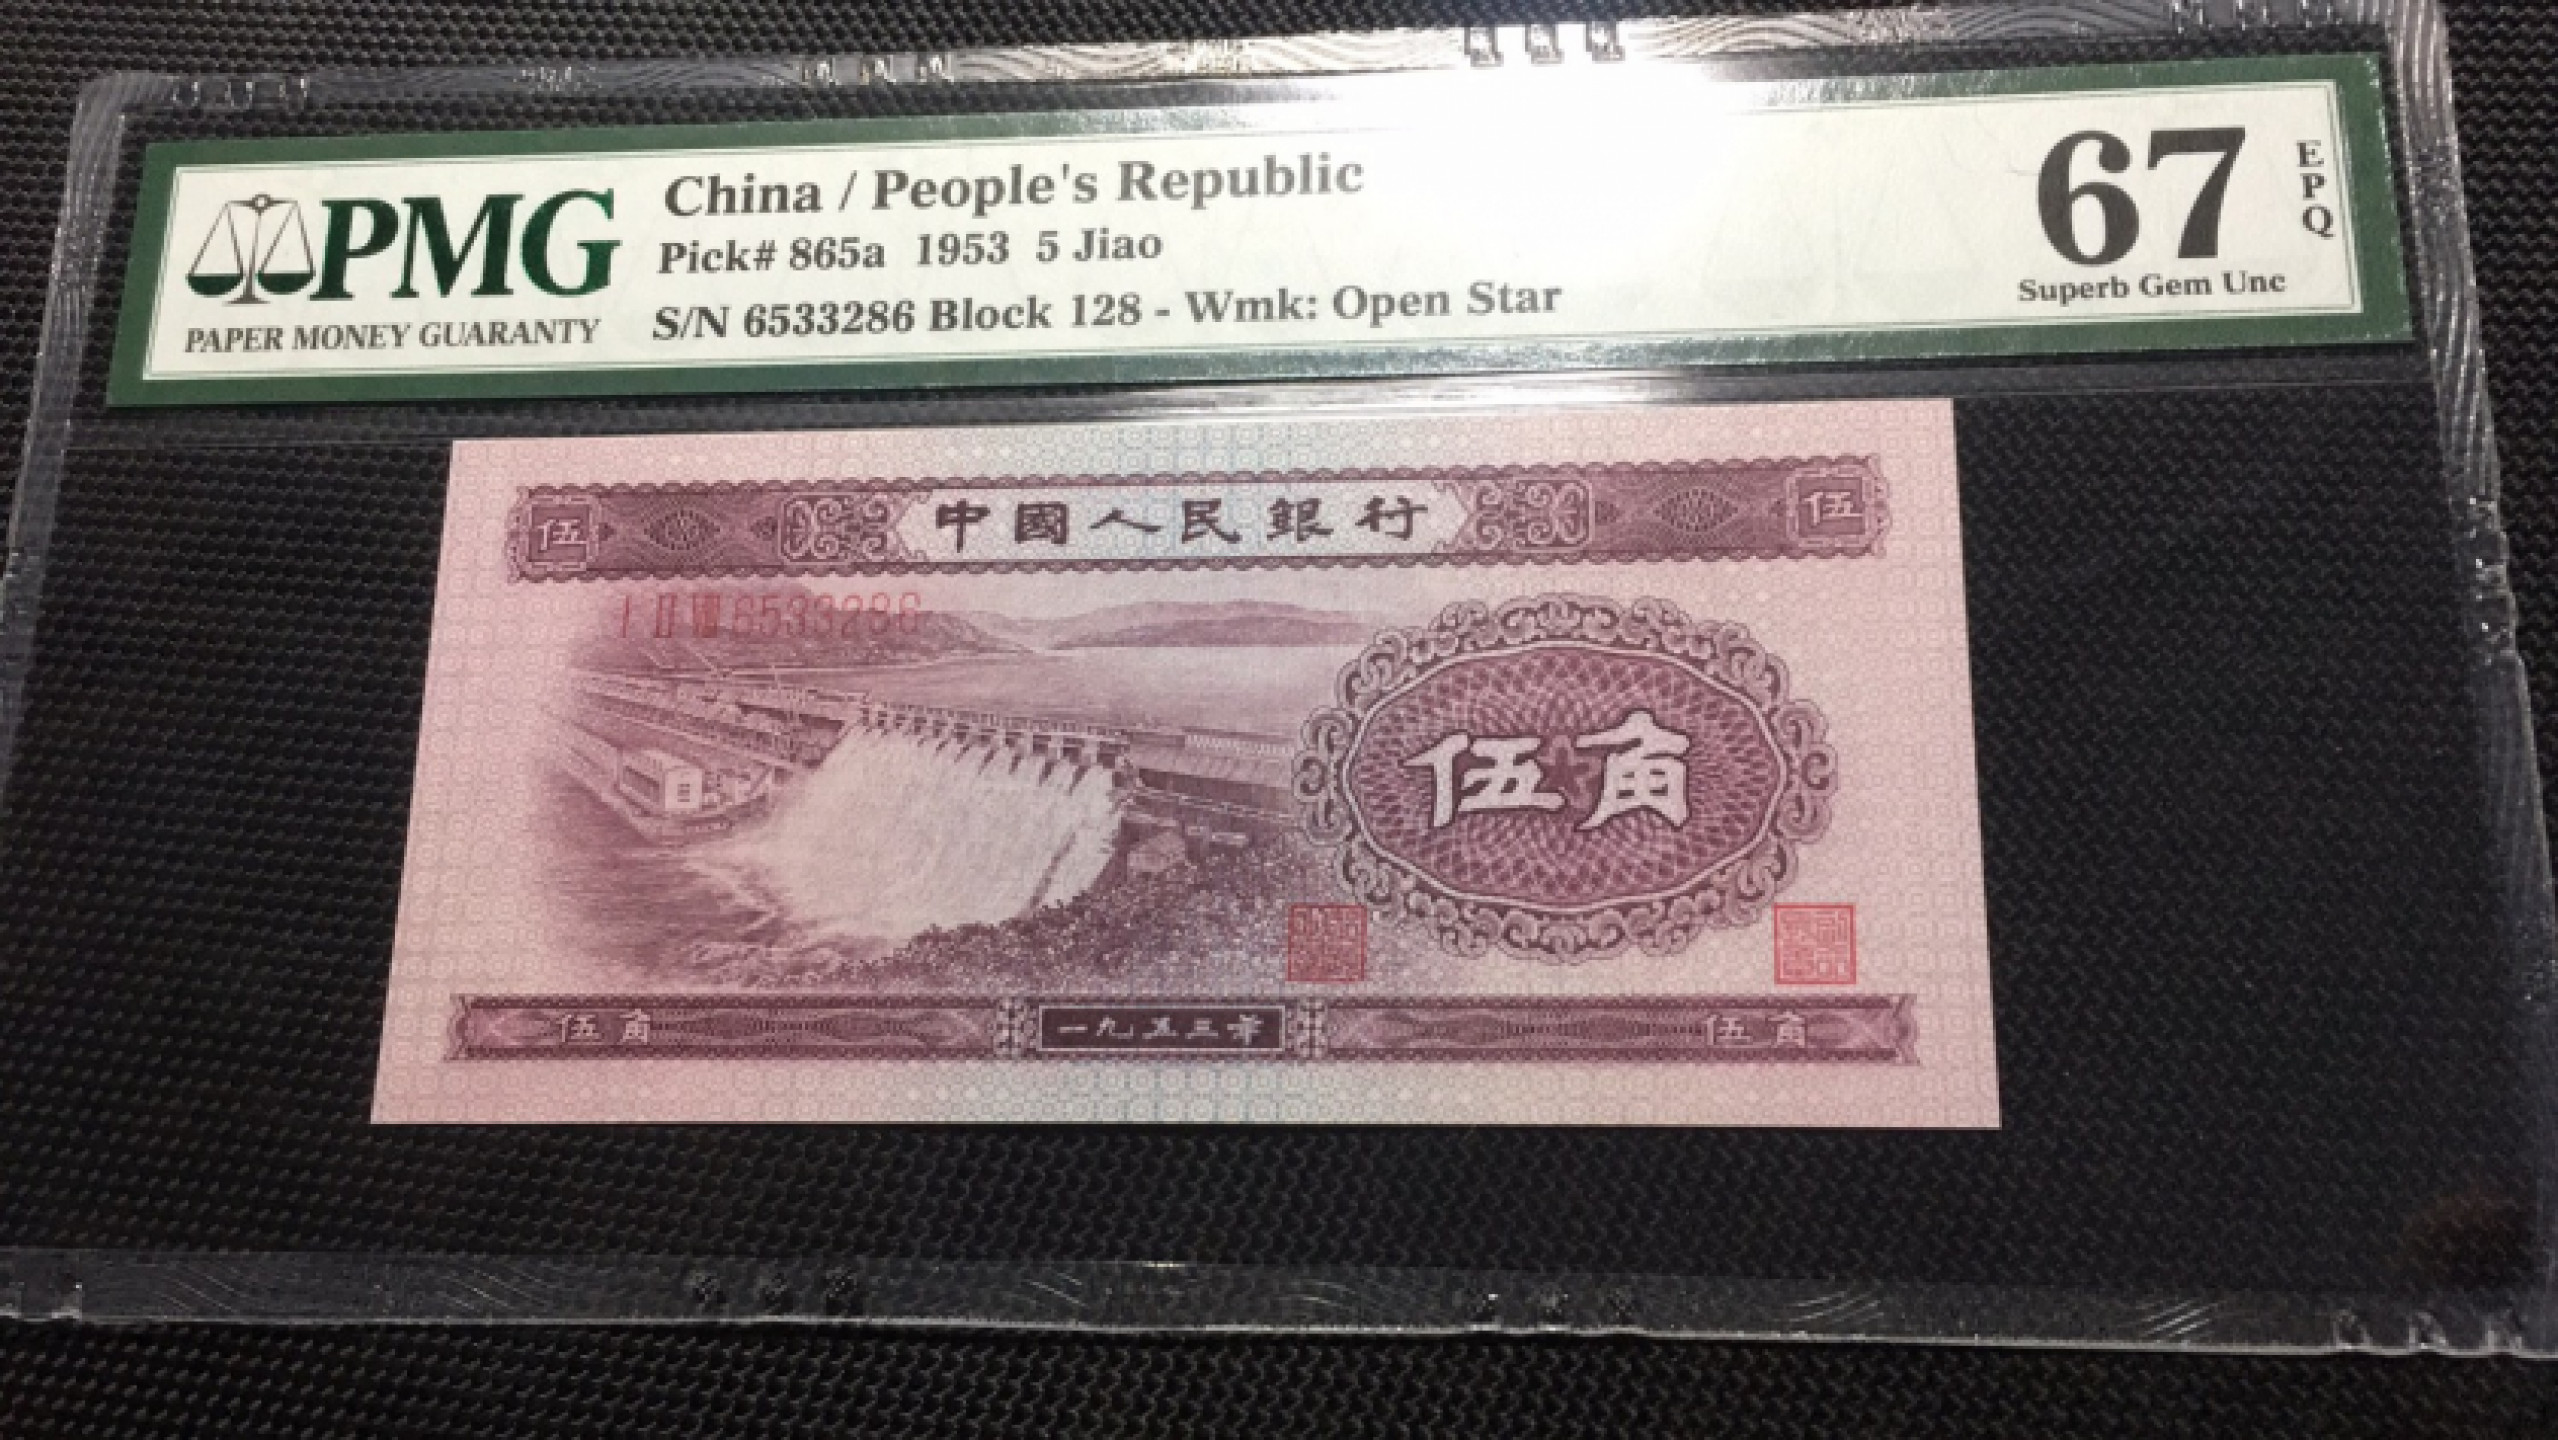 PMG
PAPER MONEY GUARANTY
China / People's Republic
Pick# 865a 1953 5 Jiao
S/N 6533286 Block 128 - Wmk: Open Star
67
EPQ
Superb Gem Unc
伍 中國人民銀行 伍
I II VIII 6533286
伍角
伍角 一九五三年 伍角